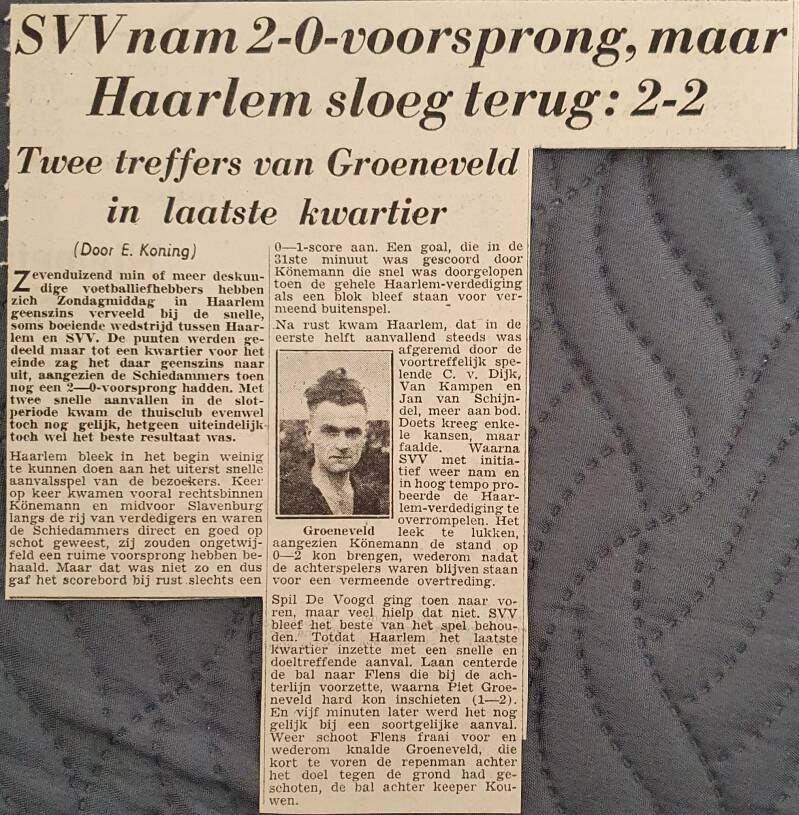 SVV nam 2-0-voorsprong, maar
Haarlem sloeg terug: 2-2
Twee treffers van Groeneveld
in laatste kwartier
(Door E. Koning)
Zevenduizend min of meer deskun-
dige voetballiefhebbers hebben
zich Zondagmiddag in Haarlem
geenszins verveeld bij de snelle,
soms boeiende wedstrijd tussen Haar-
lem en SVV. De punten werden ge-
deeld maar tot een kwartier voor het
einde zag het daar geenszins naar
uit, aangezien de Schiedammers toen
nog een 2—0-voorsprong hadden. Met
twee snelle aanvallen in de slot-
periode kwam de thuisclub evenwel
toch nog gelijk, hetgeen uiteindelijk
toch wel het beste resultaat was.
Haarlem bleek in het begin weinig
te kunnen doen aan het uiterst snelle
aanvalsspel van de bezoekers. Keer
op keer kwamen vooral rechtsbinnen
Könemann en midvoor Slavenburg
langs de rij van verdedigers en waren
de Schiedammers direct en goed op
schot geweest, zij zouden ongetwij-
feld een ruime voorsprong hebben be-
haald. Maar dat was niet zo en dus
gaf het scorebord bij rust slechts een
0—1-score aan. Een goal, die in de
31ste minuut was gescoord door
Könemann die snel was doorgelopen
toen de gehele Haarlem-verdediging
als een blok bleef staan voor ver-
meend buitenspel.
Na rust kwam Haarlem, dat in de
eerste helft aanvallend steeds was
afgeremd door de
voortreffelijk spe-
lende C. v. Dijk,
Van Kampen en
Jan van Schijn-
del, meer aan bod.
Doets kreeg enke-
le kansen, maar
faalde. Waarna
SVV met initia-
tief weer nam en
in hoog tempo pro-
beerde de Haar-
lem-verdediging te
overrompelen. Het
leek te lukken,
Groeneveld
aangezien Könemann de stand op
0—2 kon brengen, wederom nadat
de achterspelers waren blijven staan
voor een vermeende overtreding.
Spil De Voogd ging toen naar vo-
ren, maar veel hielp dat niet. SVV
bleef het beste van het spel behou-
den. Totdat Haarlem het laatste
kwartier inzette met een snelle en
doeltreffende aanval. Laan centerde
de bal naar Flens die bij de ach-
terlijn voorzette, waarna Piet Groe-
neveld hard kon inschieten (1—2).
En vijf minuten later werd het nog
gelijk bij een soortgelijke aanval.
Weer schoot Flens fraai voor en
wederom knalde Groeneveld, die
kort te voren de repenman achter
het doel tegen de grond had ge-
schoten, de bal achter keeper Kou-
wen.